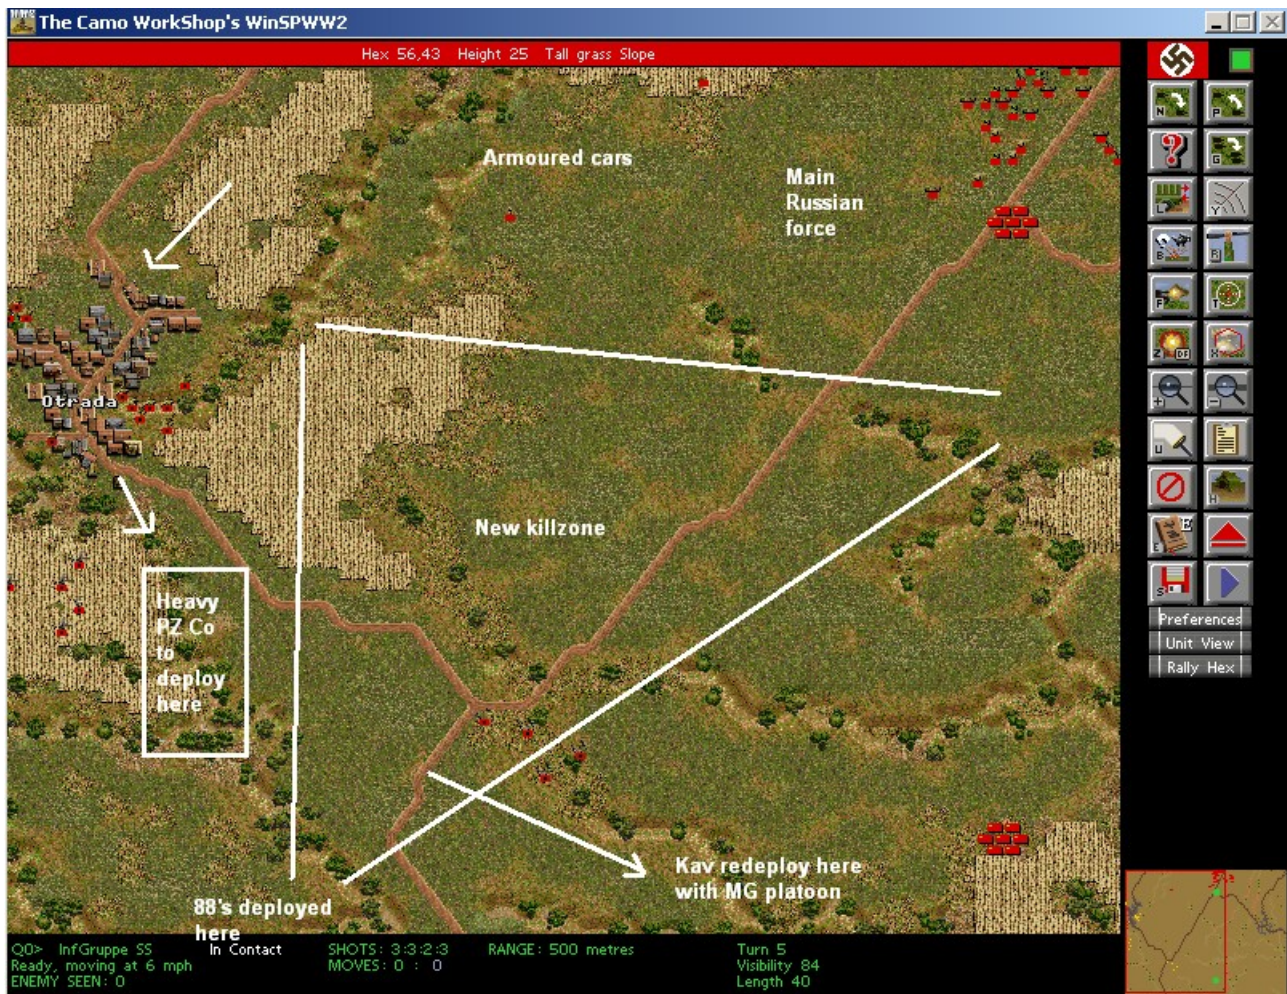 The Camo WorkShop's WinSPWW2
Hex 56,43 Height 25 Tall grass Slope
Armoured cars
Main
Russian
force
Otrada
New killzone
Heavy
PZ Co
to
deploy
here
Kav redeploy here
with MG platoon
88's deployed
here
N
P
G
L
Y
B
R
F
T
Z DF
X
+
-
U
H
E E
S
Preferences
Unit View
Rally Hex
Q0> InfGruppe SS In Contact SHOTS: 3:3:2:3 RANGE: 500 metres Turn 5
Ready, moving at 6 mph MOVES: 0 : 0 Visibility 84
ENEMY SEEN: 0 Length 40